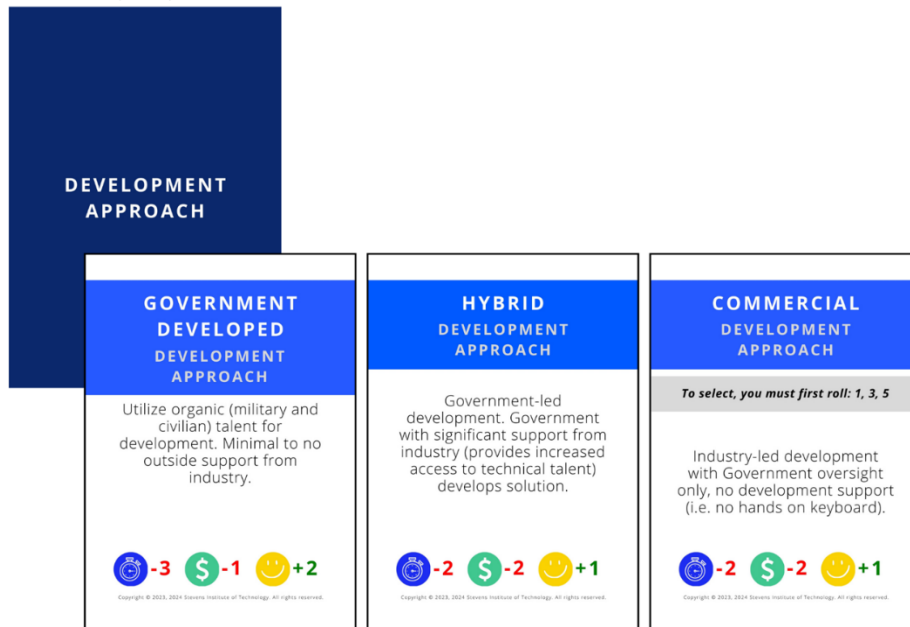 DEVELOPMENT
APPROACH
GOVERNMENT
DEVELOPED
DEVELOPMENT
APPROACH
Utilize organic (military and
civilian) talent for
development. Minimal to no
outside support from
industry.
-3 $ -1 +2
Copyright © 2023, 2024 Stevens Institute of Technology. All rights reserved.
HYBRID
DEVELOPMENT
APPROACH
Government-led
development. Government
with significant support from
industry (provides increased
access to technical talent)
develops solution.
-2 $ -2 +1
Copyright © 2023, 2024 Stevens Institute of Technology. All rights reserved.
COMMERCIAL
DEVELOPMENT
APPROACH
To select, you must first roll: 1, 3, 5
Industry-led development
with Government oversight
only, no development support
(i.e. no hands on keyboard).
-2 $ -2 +1
Copyright © 2023, 2024 Stevens Institute of Technology. All rights reserved.